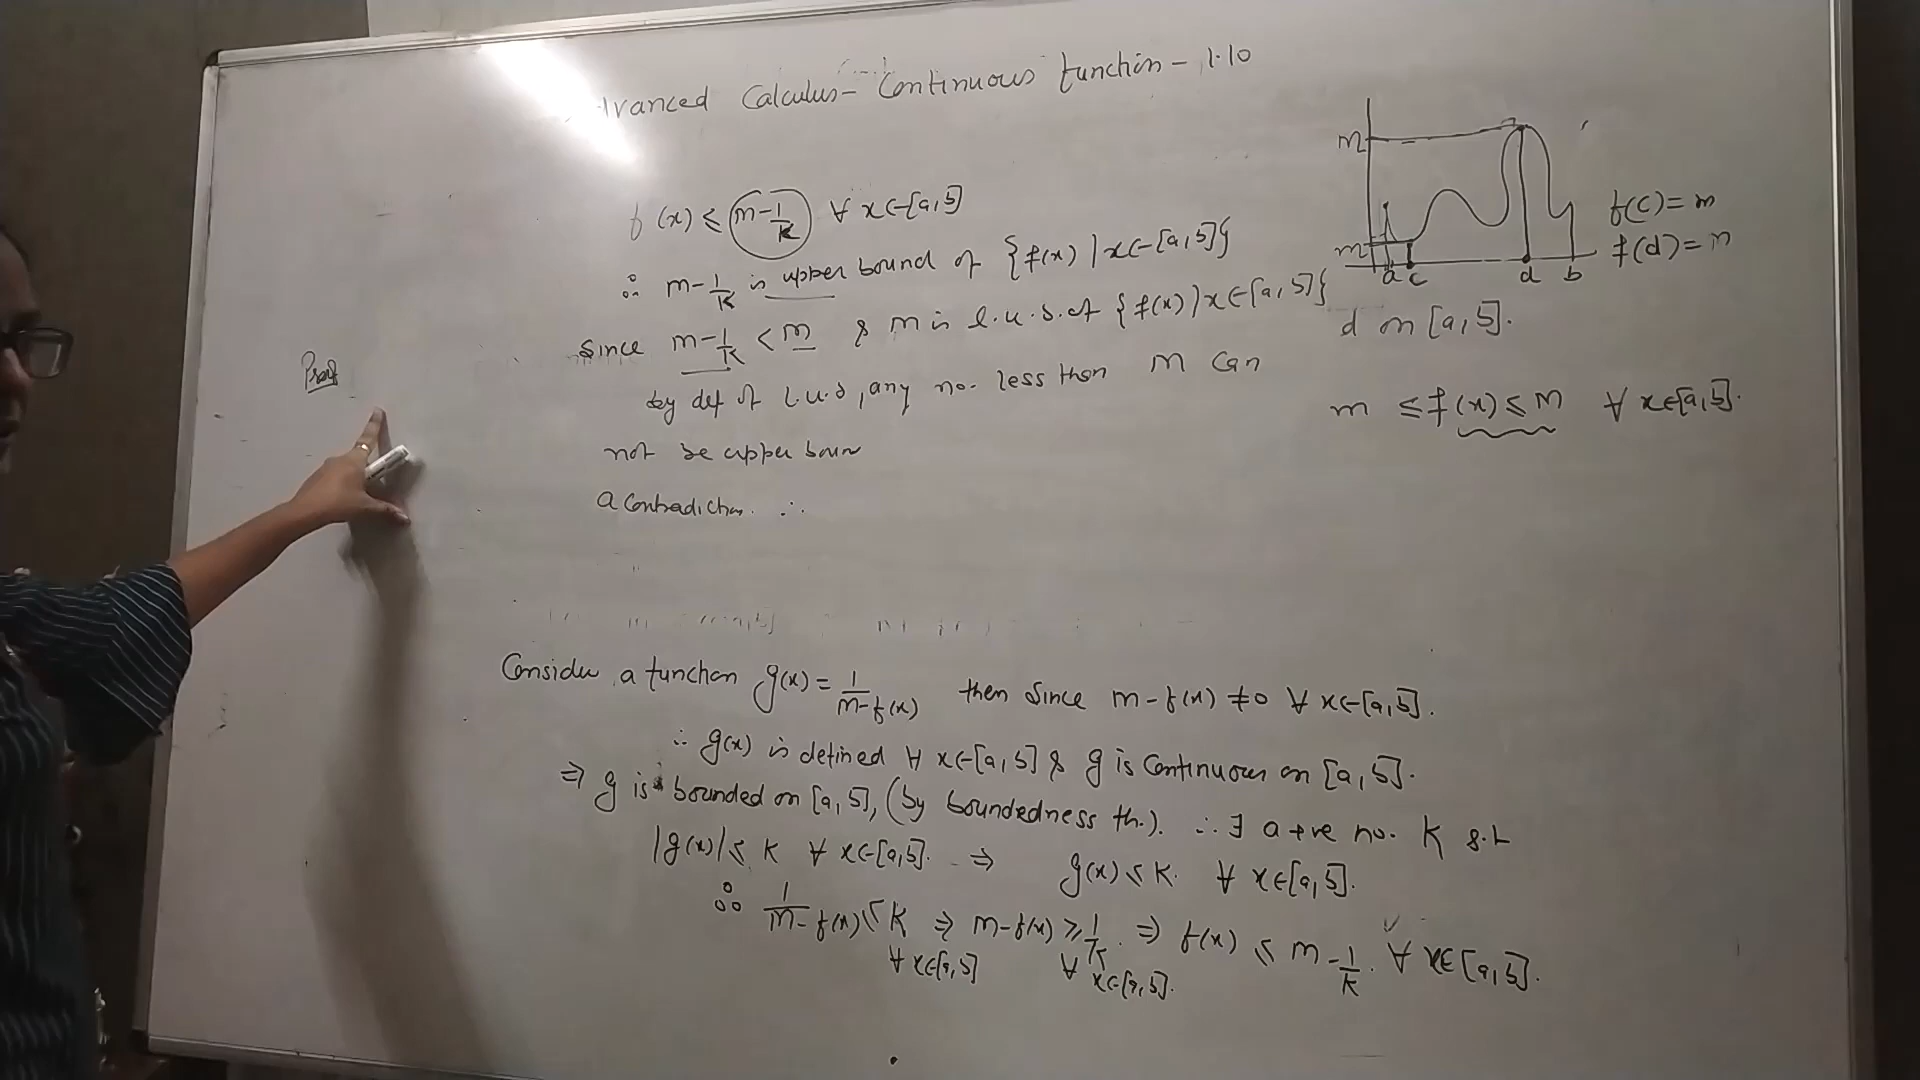 Advanced Calculus - Continuous function - 1.10
f(x) ≤ m-1/k ∀ x∈[a,b]
∴ m-1/k is upper bound of {f(x) | x∈[a,b]}
Since m-1/k < m & m is l.u.b. of {f(x) | x∈[a,b]}
by def of l.u.b, any no. less than m can
not be upper boun
a contradiction. ∴
Proof
m
m
a c d b
f(c)=m
f(d)=m
d on [a,b].
m ≤ f(x) ≤ M ∀ x∈[a,b].
Consider a function g(x) = 1/(m-f(x)) then since m-f(x) ≠ 0 ∀ x∈[a,b].
∴ g(x) is defined ∀ x∈[a,b] & g is continuous on [a,b].
⇒ g is bounded on [a,b], (by boundedness th.). ∴ ∃ a +ve no. K s.t
|g(x)| ≤ K ∀ x∈[a,b]. ⇒ g(x) ≤ K. ∀ x∈[a,b].
∴ 1/(m-f(x)) ≤ K ⇒ m-f(x) ≥ 1/K. ⇒ f(x) ≤ m-1/K. ∀ x∈[a,b].
∀ x∈[a,b] ∀ x∈[a,b].